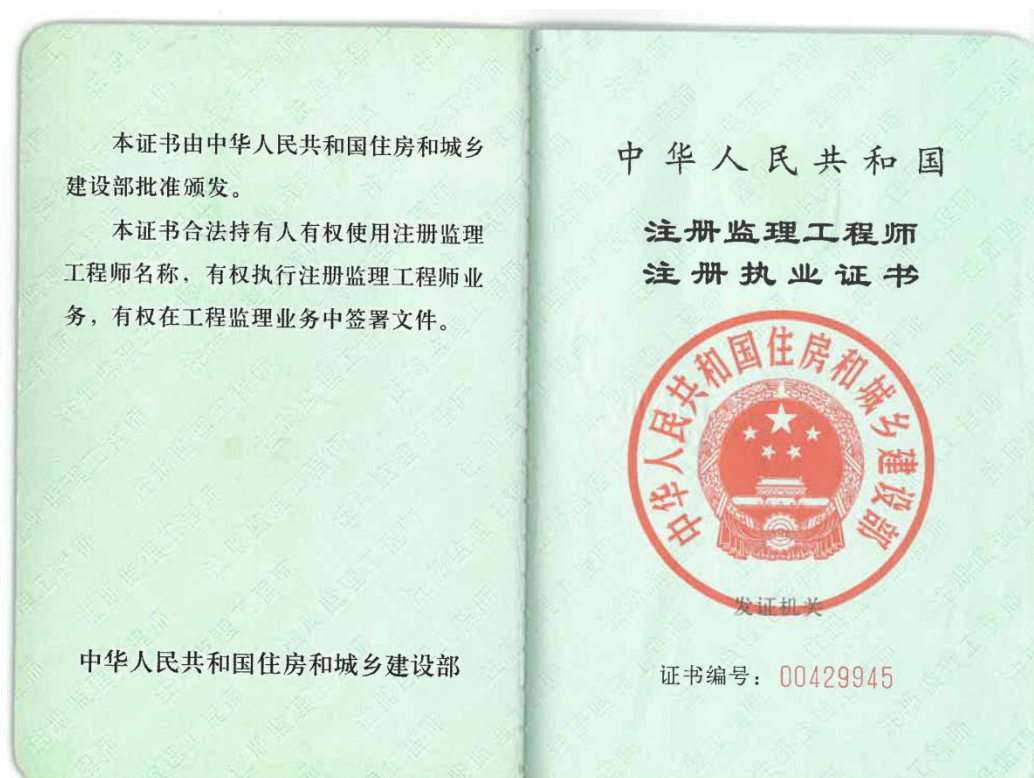 本证书由中华人民共和国住房和城乡
建设部批准颁发。
本证书合法持有人有权使用注册监理
工程师名称，有权执行注册监理工程师业
务，有权在工程监理业务中签署文件。
中华人民共和国住房和城乡建设部
中华人民共和国
注册监理工程师
注册执业证书
中华人民共和国住房和城乡建设部
发证机关
证书编号：00429945